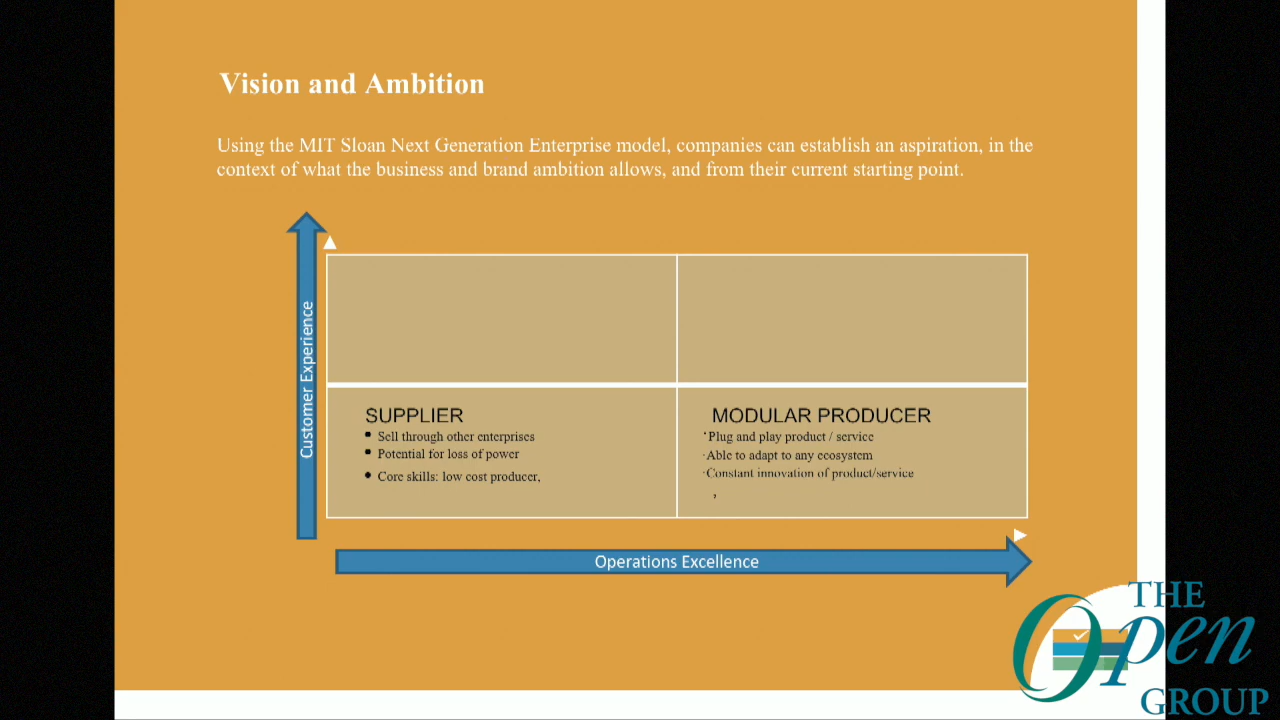 Vision and Ambition
Using the MIT Sloan Next Generation Enterprise model, companies can establish an aspiration, in the
context of what the business and brand ambition allows, and from their current starting point.
Customer Experience
SUPPLIER
• Sell through other enterprises
• Potential for loss of power
• Core skills: low cost producer,
MODULAR PRODUCER
·Plug and play product / service
·Able to adapt to any ecosystem
·Constant innovation of product/service
,
Operations Excellence
THE
Open
GROUP